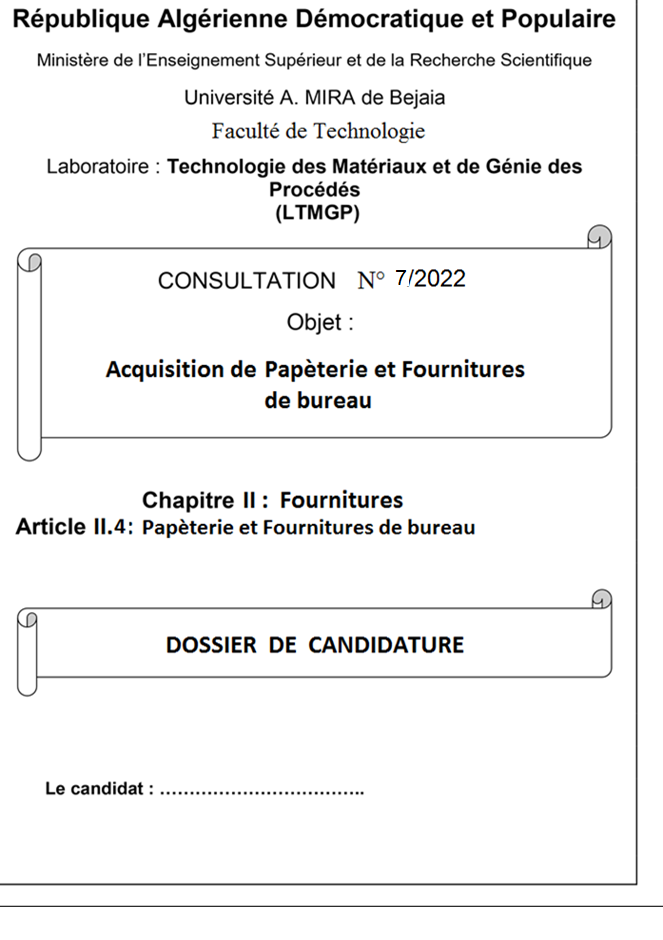 République Algérienne Démocratique et Populaire
Ministère de l'Enseignement Supérieur et de la Recherche Scientifique
Université A. MIRA de Bejaia
Faculté de Technologie
Laboratoire : Technologie des Matériaux et de Génie des
Procédés
(LTMGP)
CONSULTATION N° 7/2022
Objet :
Acquisition de Papèterie et Fournitures
de bureau
Chapitre II : Fournitures
Article II.4: Papèterie et Fournitures de bureau
DOSSIER DE CANDIDATURE
Le candidat : ……………………………..